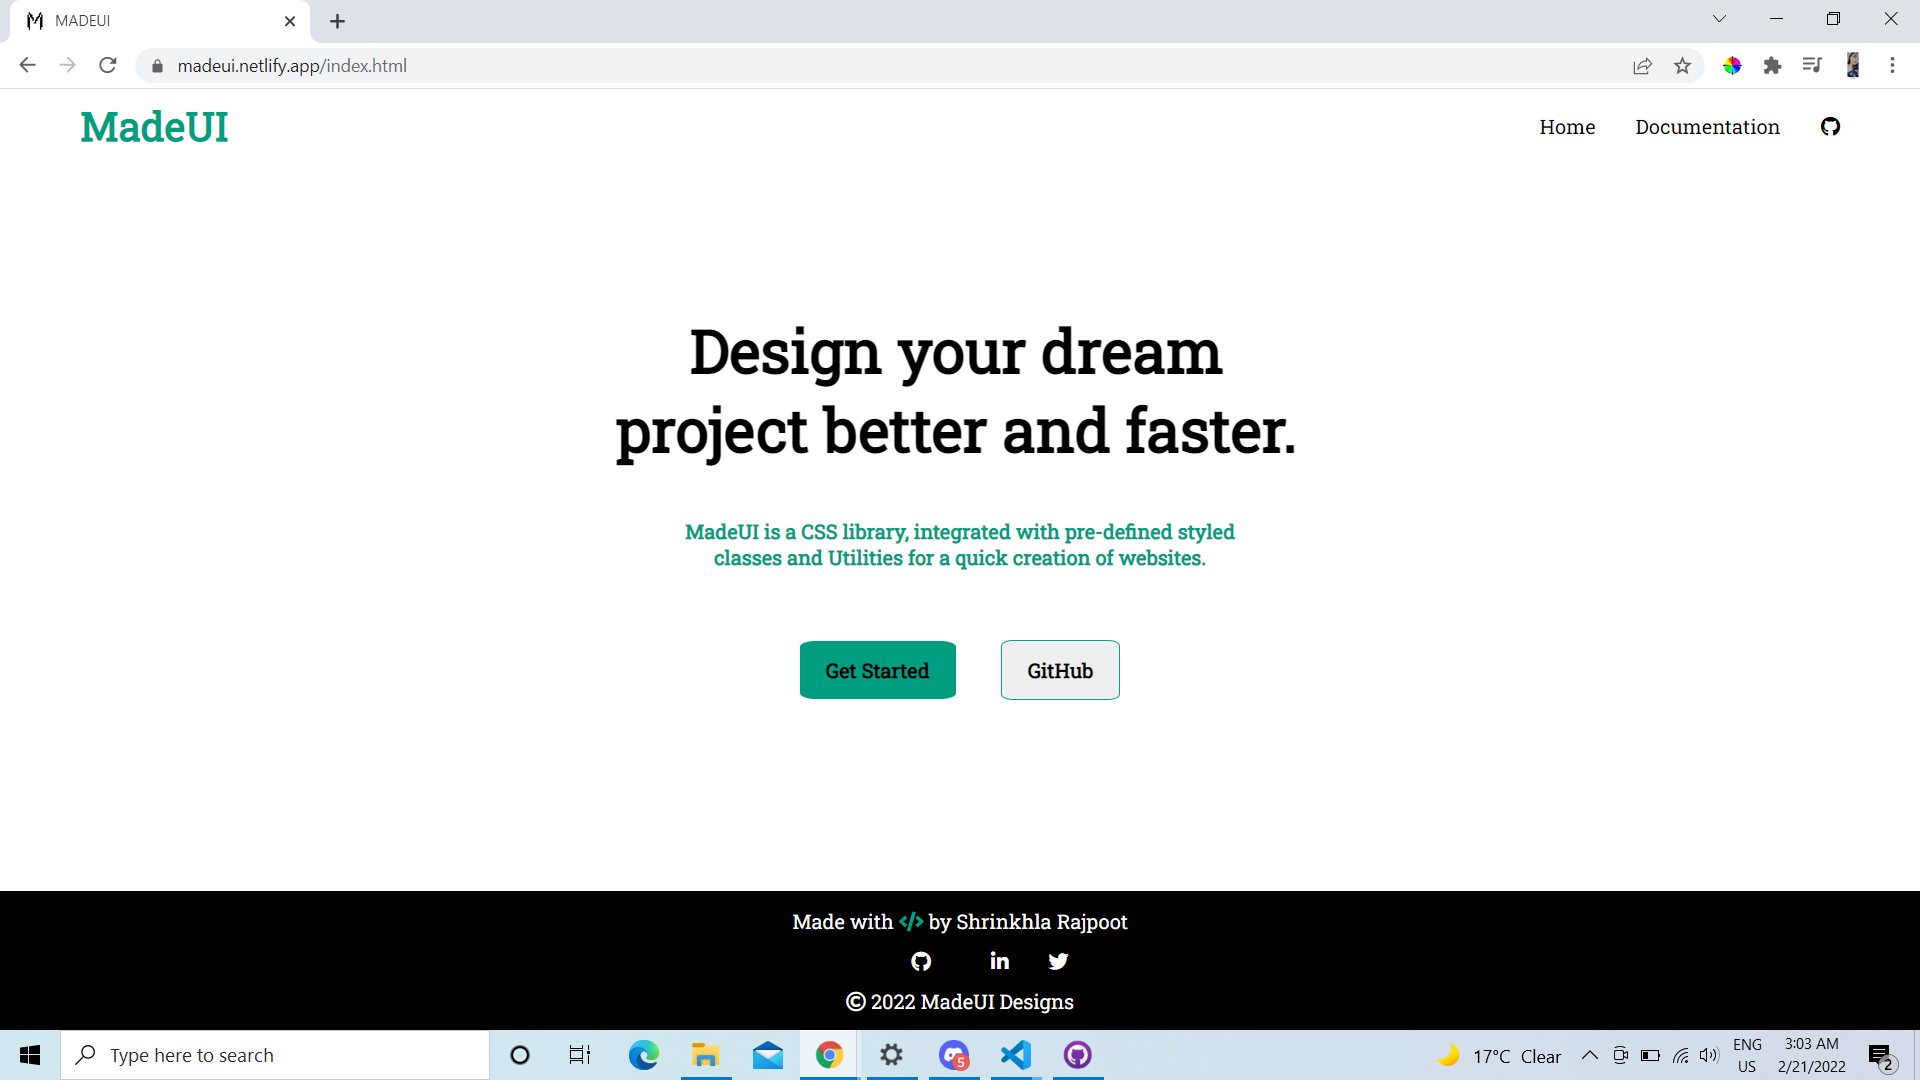 MADEUI
madeui.netlify.app/index.html
MadeUI
Home
Documentation
Design your dream
project better and faster.
MadeUI is a CSS library, integrated with pre-defined styled
classes and Utilities for a quick creation of websites.
Get Started
GitHub
Made with </> by Shrinkhla Rajpoot
© 2022 MadeUI Designs
Type here to search
5
17°C Clear
ENG
US
3:03 AM
2/21/2022
2